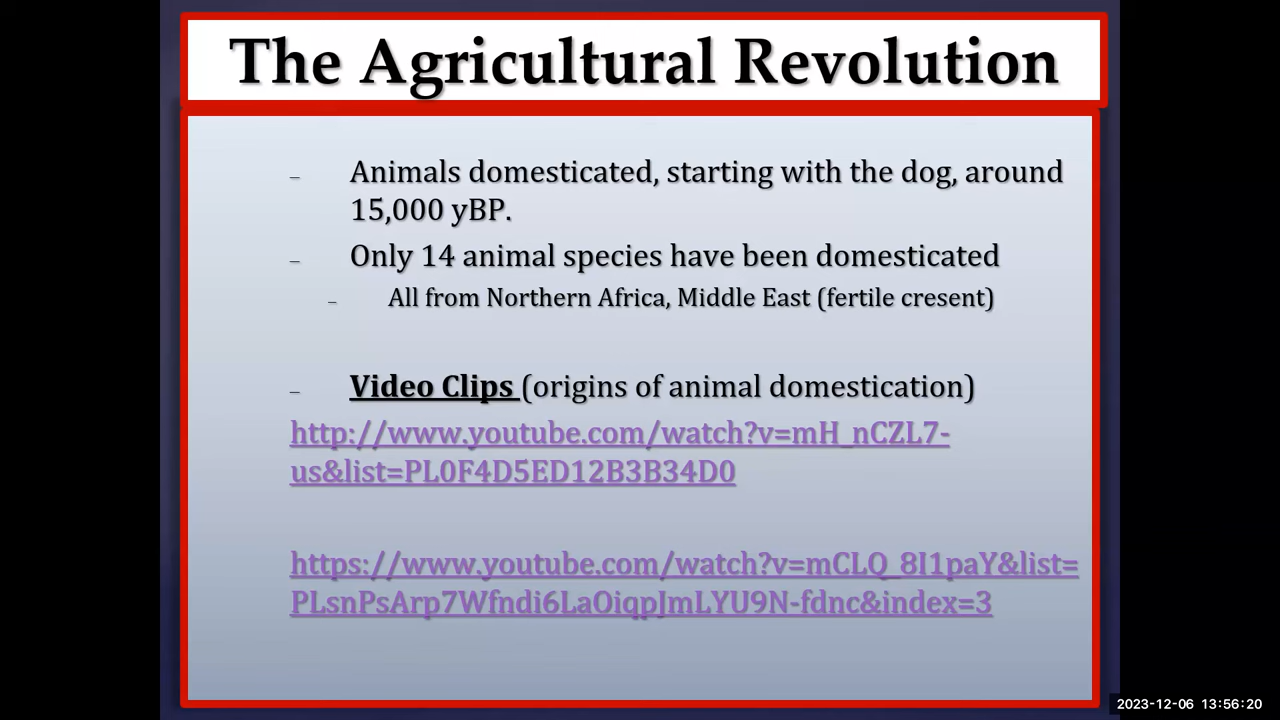 The Agricultural Revolution
– Animals domesticated, starting with the dog, around
15,000 yBP.
– Only 14 animal species have been domesticated
– All from Northern Africa, Middle East (fertile cresent)
– Video Clips (origins of animal domestication)
http://www.youtube.com/watch?v=mH_nCZL7-
us&list=PL0F4D5ED12B3B34D0
https://www.youtube.com/watch?v=mCLQ_8I1paY&list=
PLsnPsArp7Wfndi6LaOiqpJmLYU9N-fdnc&index=3
2023-12-06 13:56:20